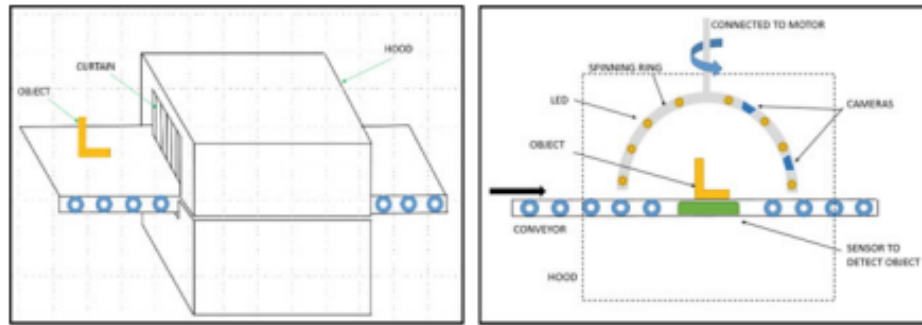 HOOD
CURTAIN
OBJECT
CONNECTED TO MOTOR
SPINNING RING
LED
CAMERAS
OBJECT
CONVEYOR
SENSOR TO
DETECT OBJECT
HOOD